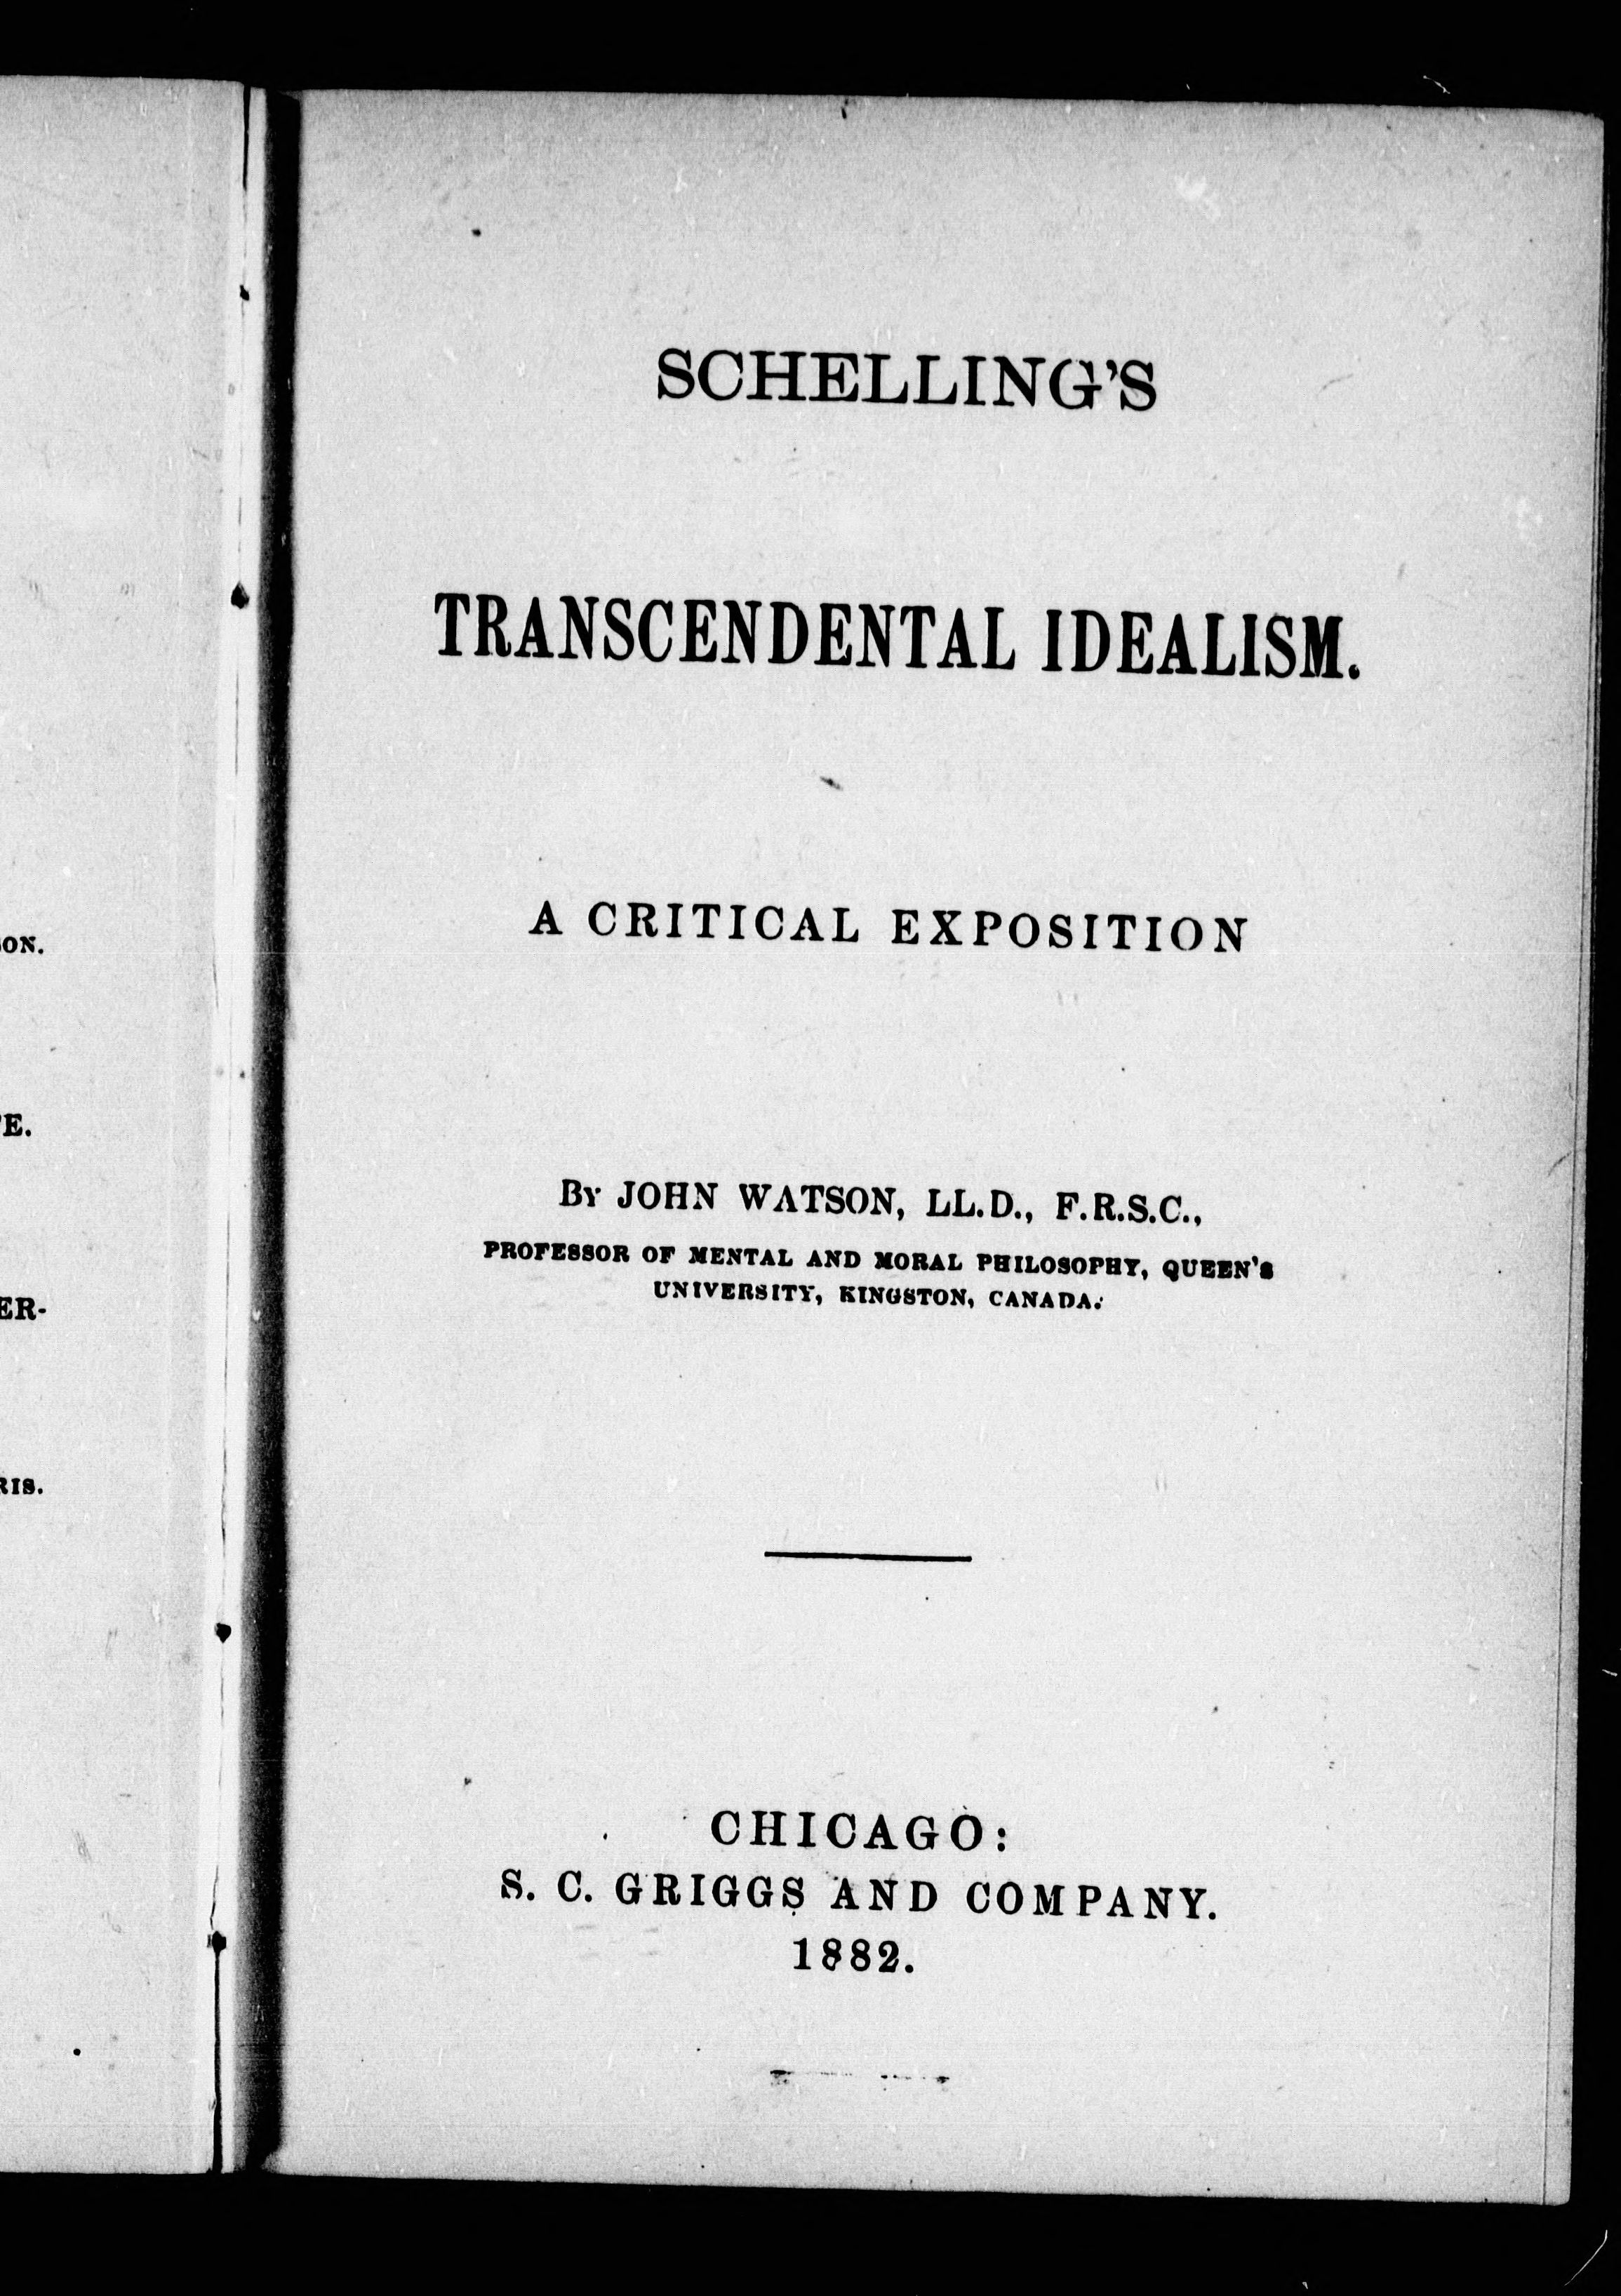 SCHELLING'S
TRANSCENDENTAL IDEALISM.
A CRITICAL EXPOSITION
By JOHN WATSON, LL.D., F.R.S.C.,
PROFESSOR OF MENTAL AND MORAL PHILOSOPHY, QUEEN'S
UNIVERSITY, KINGSTON, CANADA.
CHICAGO:
S. C. GRIGGS AND COMPANY.
1882.